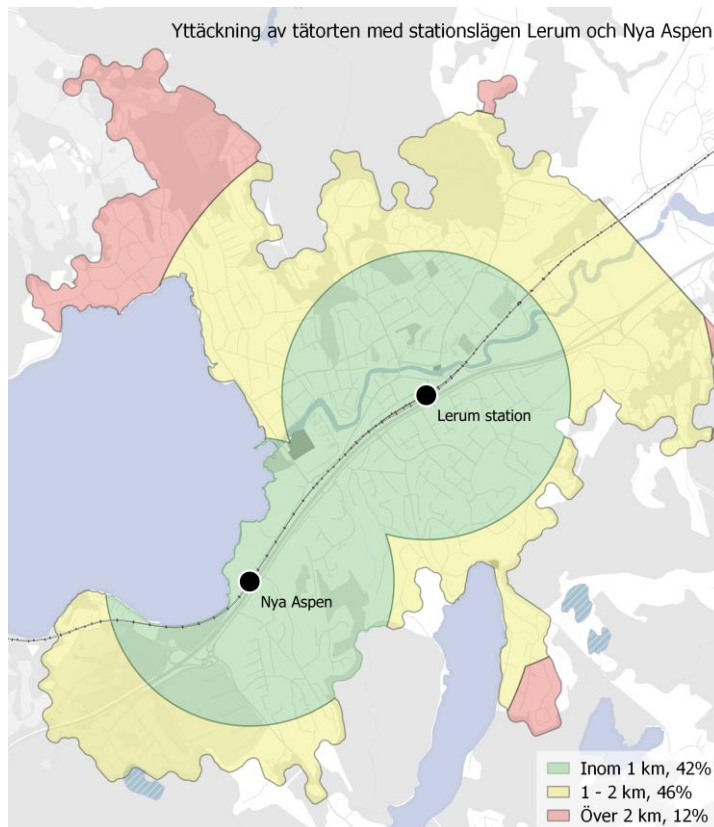 Yttäckning av tätorten med stationslägen Lerum och Nya Aspen
Lerum station
Nya Aspen
Inom 1 km, 42%
1 - 2 km, 46%
Över 2 km, 12%